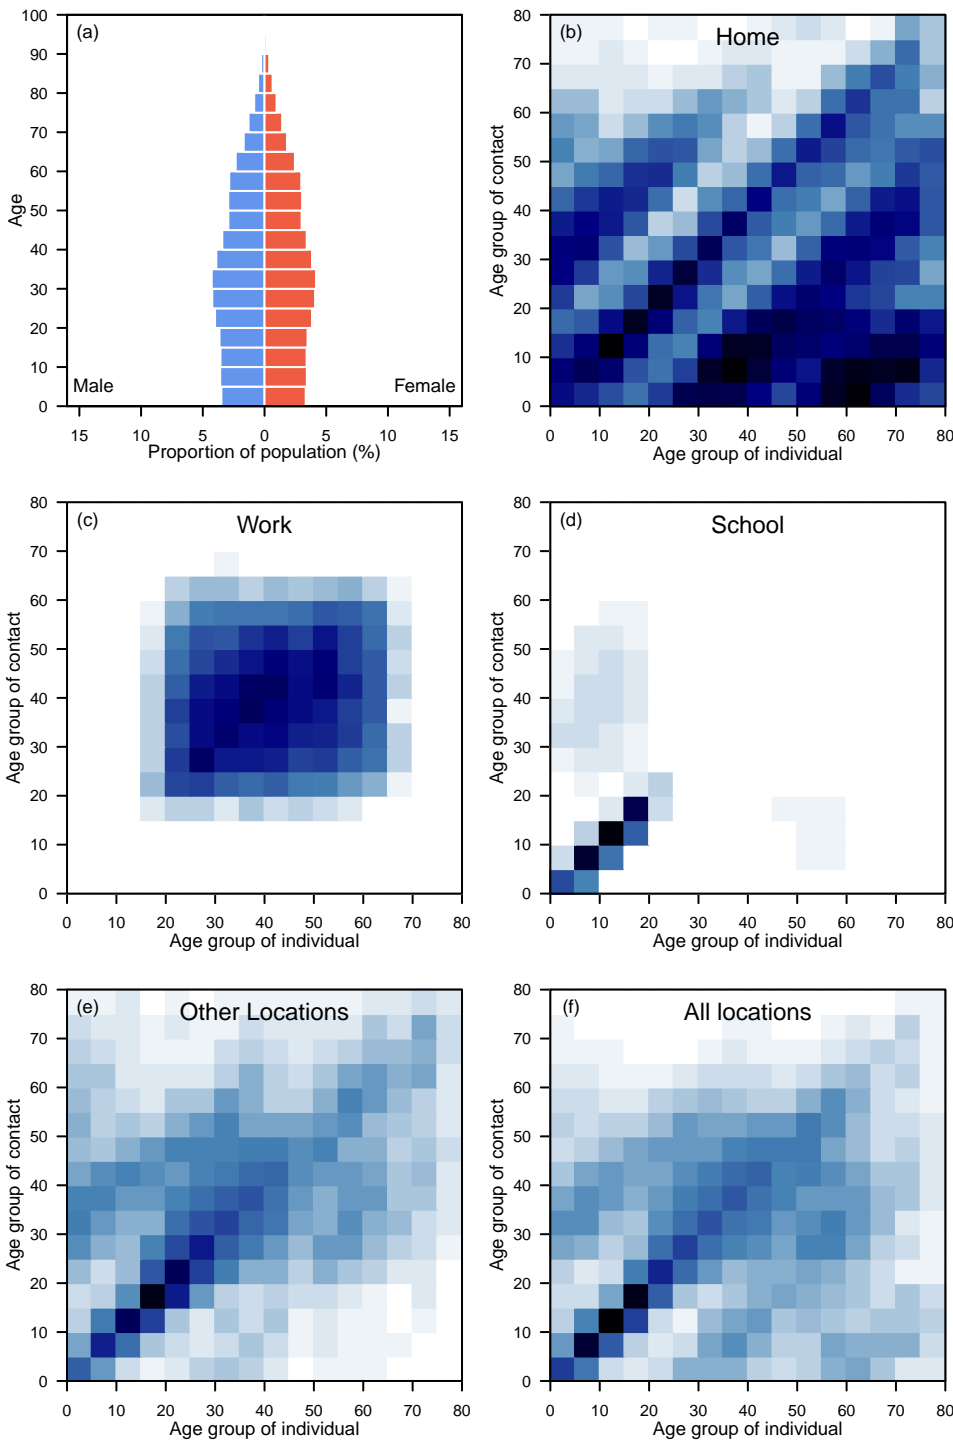 (a)
100
90
80
70
60
50
40
30
20
10
0
Age
Male
Female
15 10 5 0 5 10 15
Proportion of population (%)
(b)
Home
80
70
60
50
40
30
20
10
0
Age group of contact
0 10 20 30 40 50 60 70 80
Age group of individual
(c)
Work
80
70
60
50
40
30
20
10
0
Age group of contact
0 10 20 30 40 50 60 70 80
Age group of individual
(d)
School
80
70
60
50
40
30
20
10
0
Age group of contact
0 10 20 30 40 50 60 70 80
Age group of individual
(e)
Other Locations
80
70
60
50
40
30
20
10
0
Age group of contact
0 10 20 30 40 50 60 70 80
Age group of individual
(f)
All locations
80
70
60
50
40
30
20
10
0
Age group of contact
0 10 20 30 40 50 60 70 80
Age group of individual